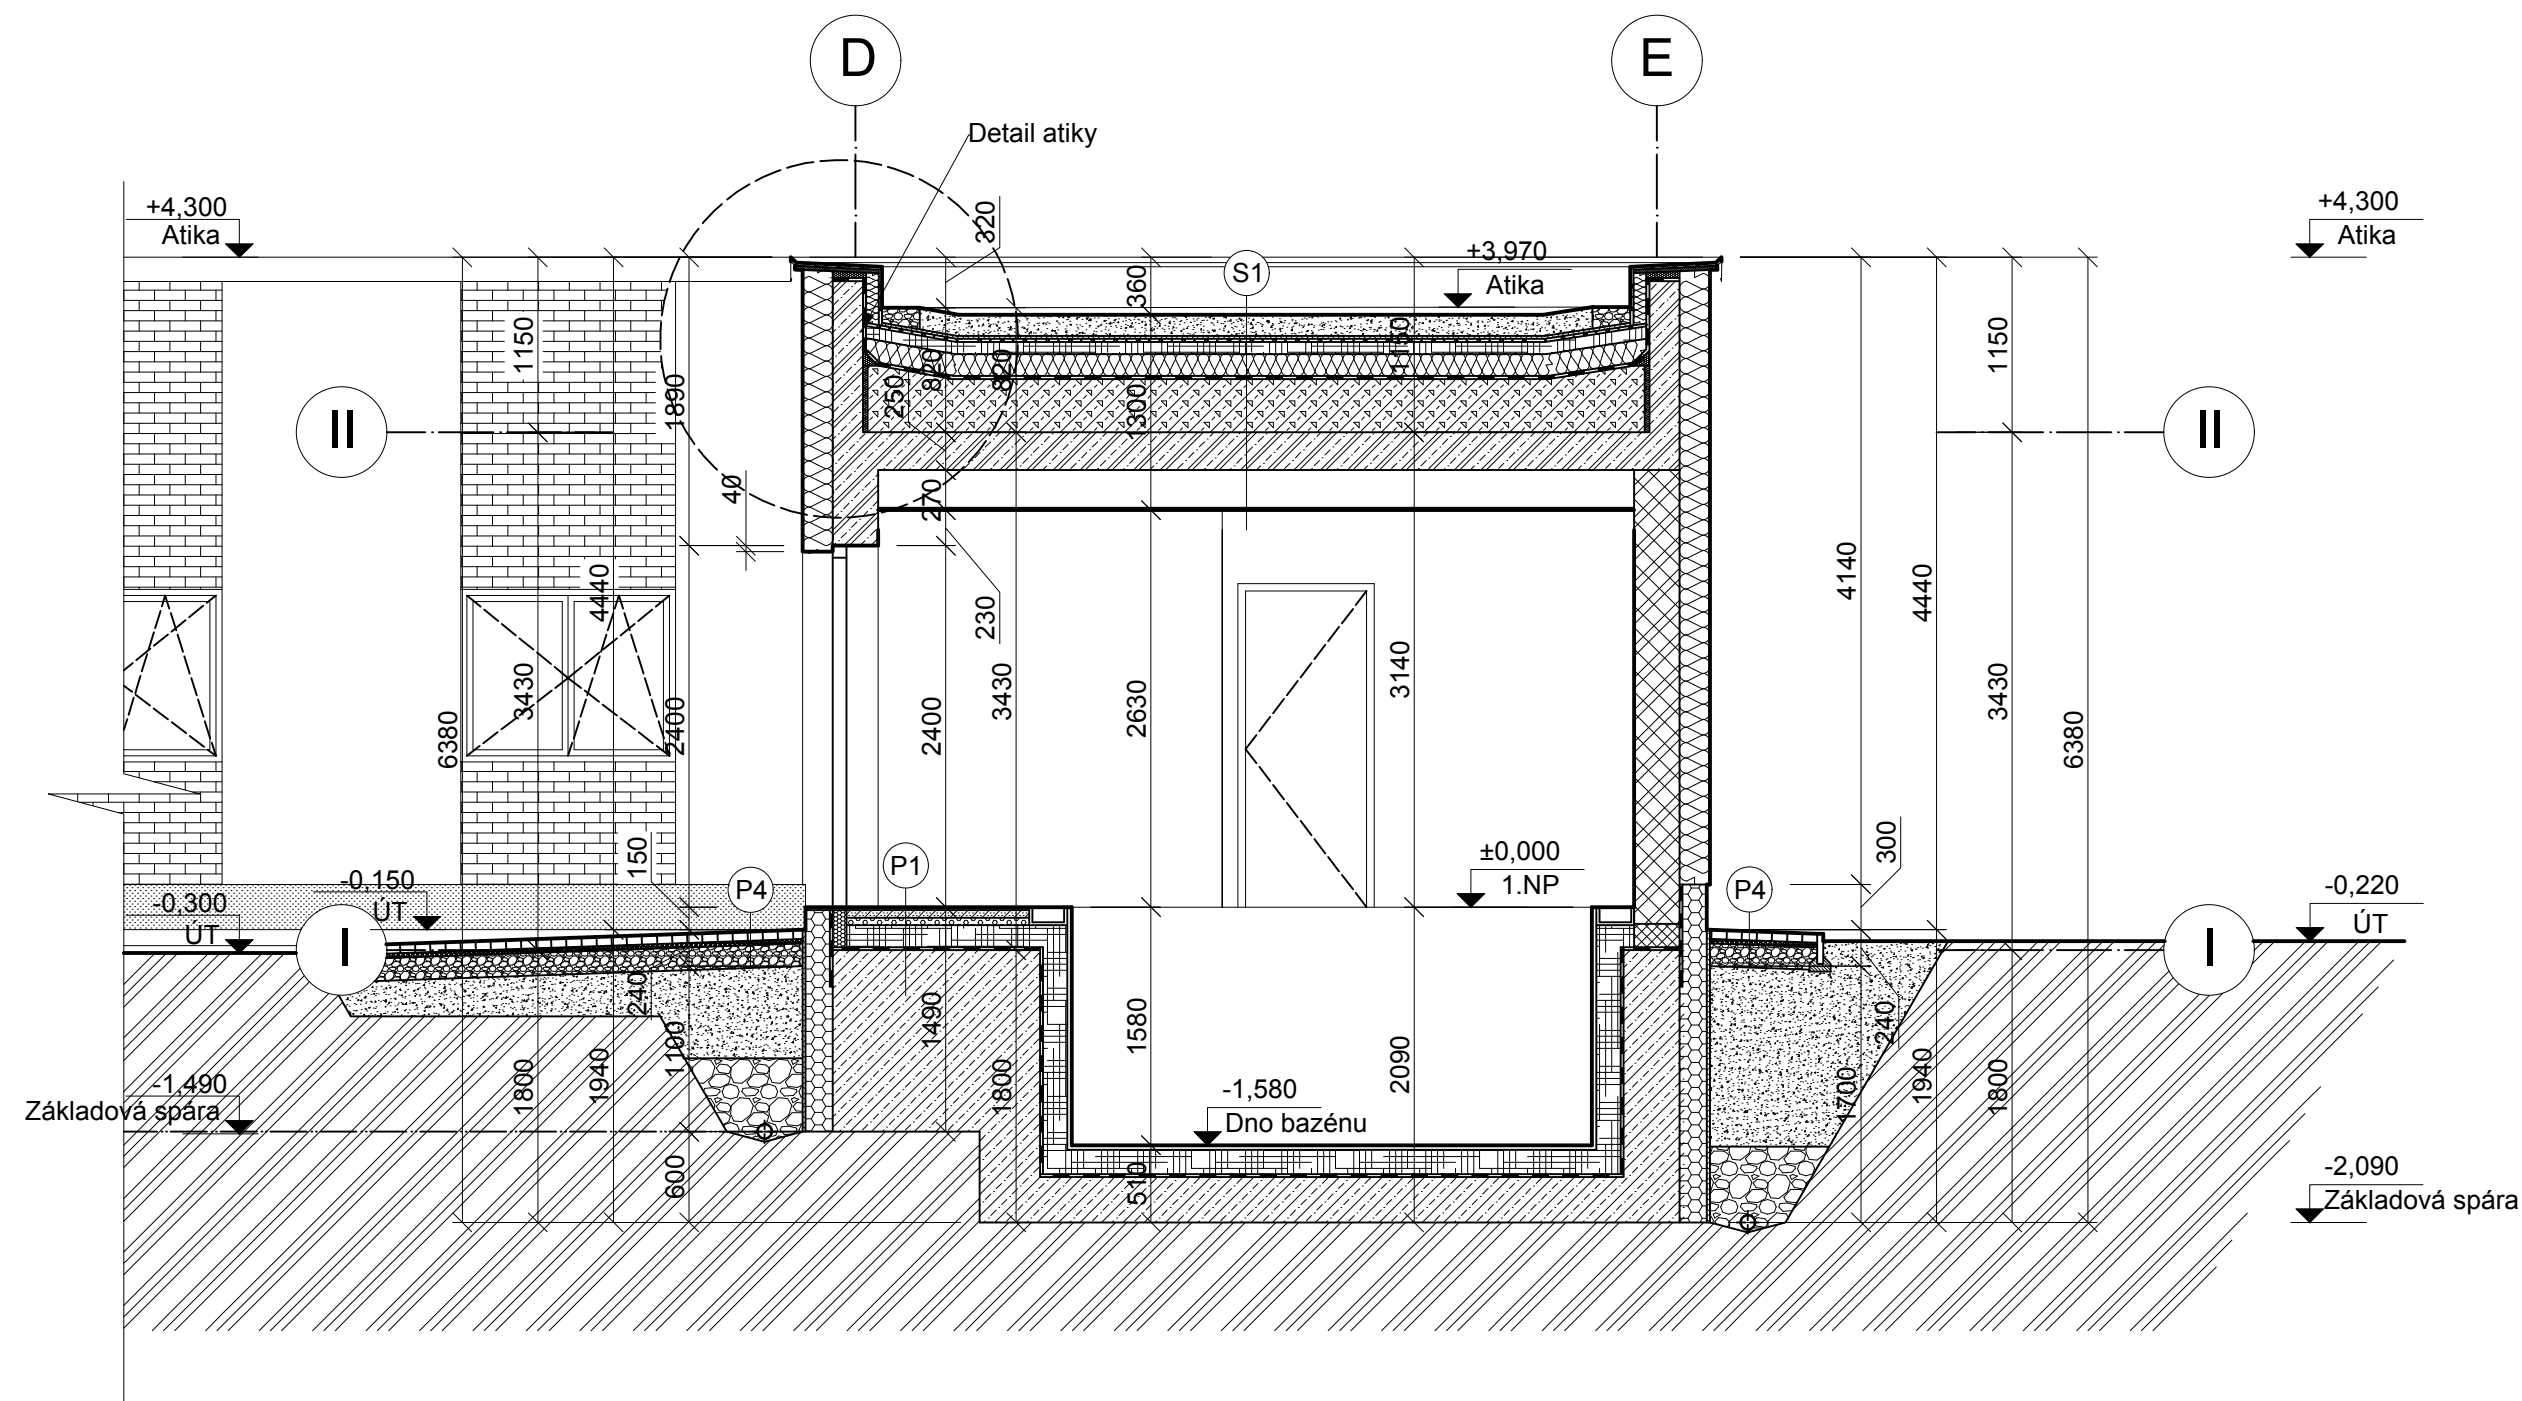 D
E
Detail atiky
+4,300
Atika
320
+3,970
Atika
S1
+4,300
Atika
360
1150
1890
250
820
820
1300
1150
1150
II
II
40
270
4440
230
4140
4440
3430
6380
2400
2400
3430
2630
3140
3430
6380
150
P4
P1
±0,000
1.NP
300
P4
-0,150
ÚT
-0,300
ÚT
-0,220
ÚT
I
I
240
1490
1580
240
1100
-1,490
Základová spára
1800
1940
1800
-1,580
Dno bazénu
2090
1700
1940
1800
600
510
-2,090
Základová spára